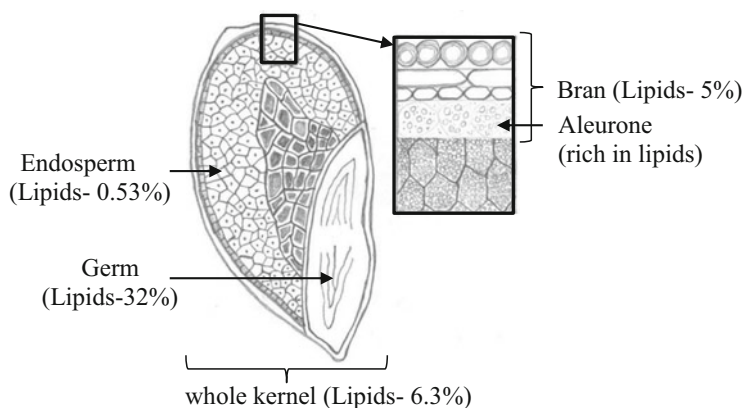 Bran (Lipids- 5%)
Aleurone
(rich in lipids)
Endosperm
(Lipids- 0.53%)
Germ
(Lipids-32%)
whole kernel (Lipids- 6.3%)